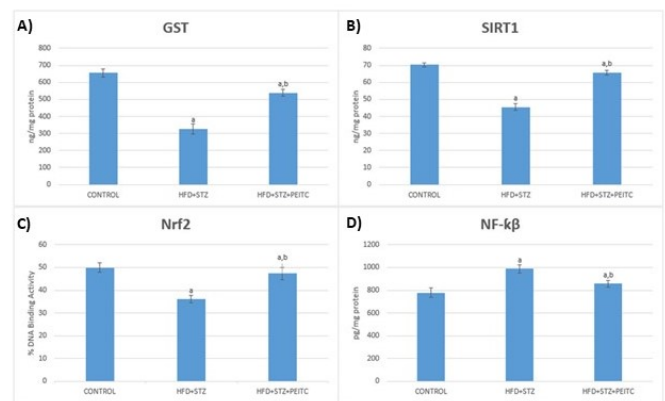 A)
GST
ng/mg protein
800
700
600
500
400
300
200
100
0
a
a,b
CONTROL
HFD+STZ
HFD+STZ+PEITC
B)
SIRT1
ng/mg protein
80
70
60
50
40
30
20
10
0
a
a,b
CONTROL
HFD+STZ
HFD+STZ+PEITC
C)
Nrf2
% DNA Binding Activity
60
50
40
30
20
10
0
a
a,b
CONTROL
HFD+STZ
HFD+STZ+PEITC
D)
NF-ƙβ
pg/mg protein
1200
1000
800
600
400
200
0
a
a,b
CONTROL
HFD+STZ
HFD+STZ+PEITC